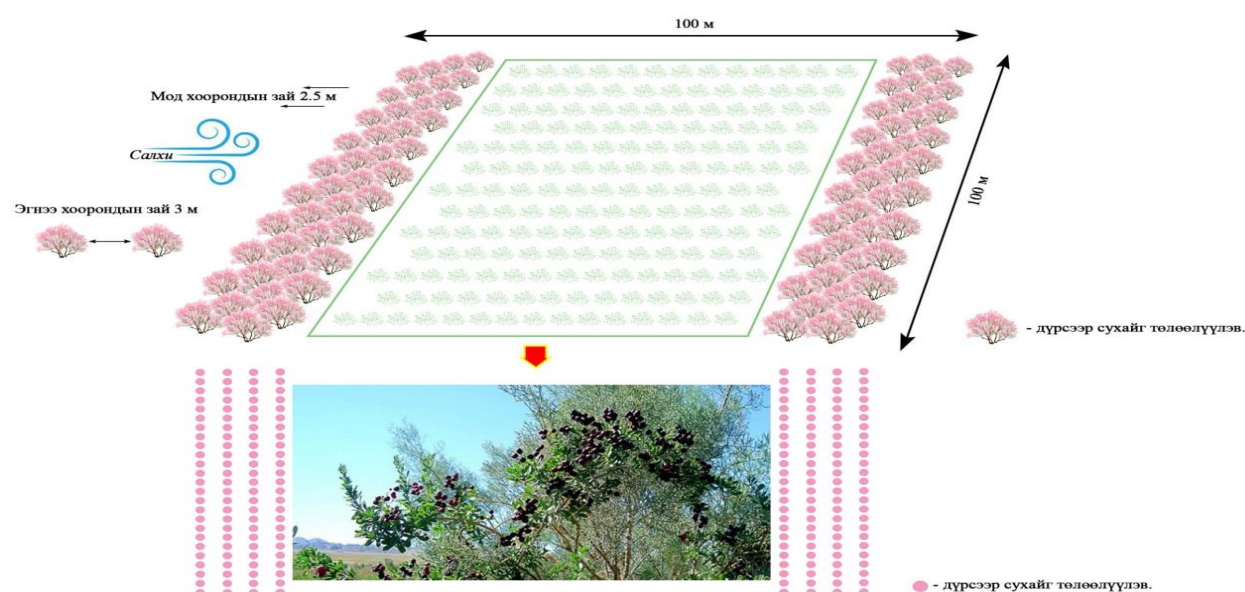 100 м
Мод хоорондын зай 2.5 м
Салхи
100 м
Эгнээ хоорондын зай 3 м
- дүрсээр сухайг төлөөлүүлэв.
- дүрсээр сухайг төлөөлүүлэв.